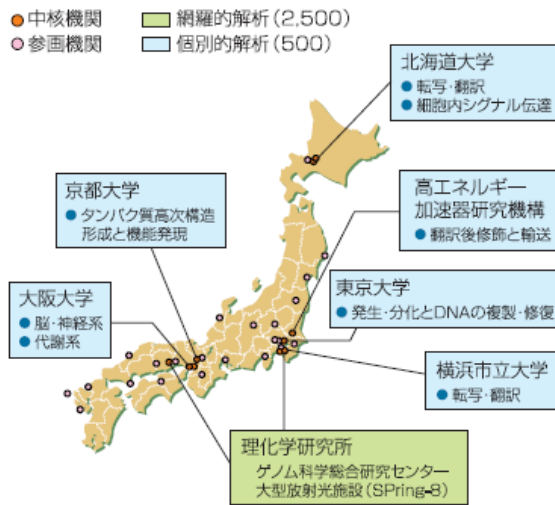 中核機関
網羅的解析(2,500)
参画機関
個別的解析(500)
北海道大学
● 転写・翻訳
● 細胞内シグナル伝達
京都大学
● タンパク質高次構造
形成と機能発現
高エネルギー
加速器研究機構
● 翻訳後修飾と輸送
大阪大学
● 脳・神経系
● 代謝系
東京大学
● 発生・分化とDNAの複製・修復
横浜市立大学
● 転写・翻訳
理化学研究所
ゲノム科学総合研究センター
大型放射光施設(SPring-8)